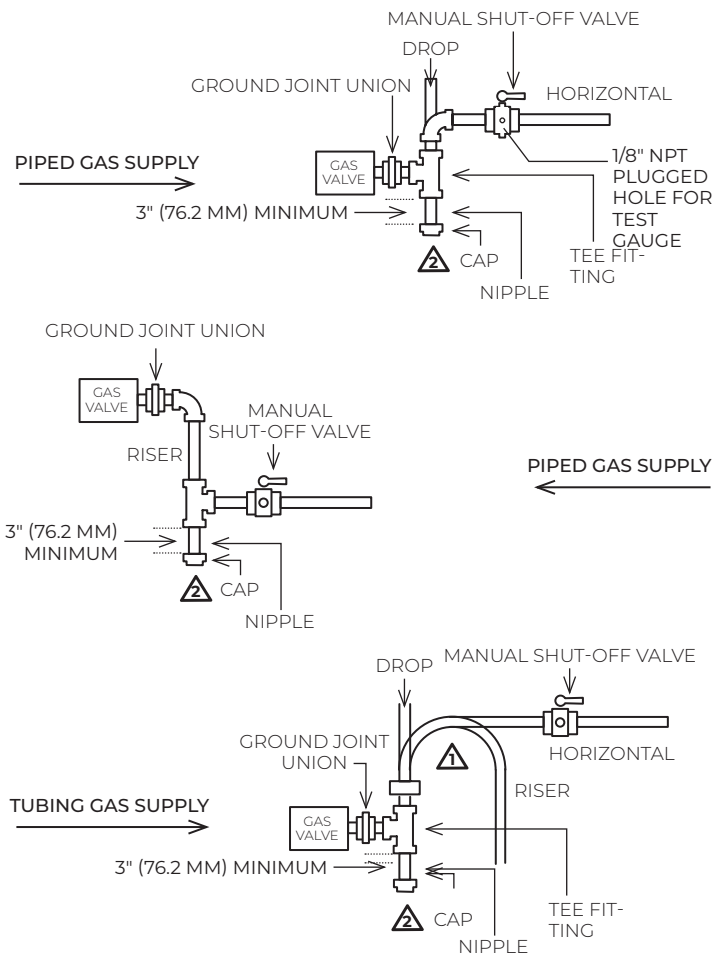 MANUAL SHUT-OFF VALVE
DROP
GROUND JOINT UNION
HORIZONTAL
PIPED GAS SUPPLY
GAS
VALVE
1/8" NPT
PLUGGED
HOLE FOR
TEST
GAUGE
3" (76.2 MM) MINIMUM
2
CAP
TEE FIT-
TING
NIPPLE
GROUND JOINT UNION
GAS
VALVE
MANUAL
SHUT-OFF VALVE
RISER
PIPED GAS SUPPLY
3" (76.2 MM)
MINIMUM
2
CAP
NIPPLE
DROP
MANUAL SHUT-OFF VALVE
GROUND JOINT
UNION
1
HORIZONTAL
RISER
TUBING GAS SUPPLY
GAS
VALVE
3" (76.2 MM) MINIMUM
2
CAP
TEE FIT-
TING
NIPPLE